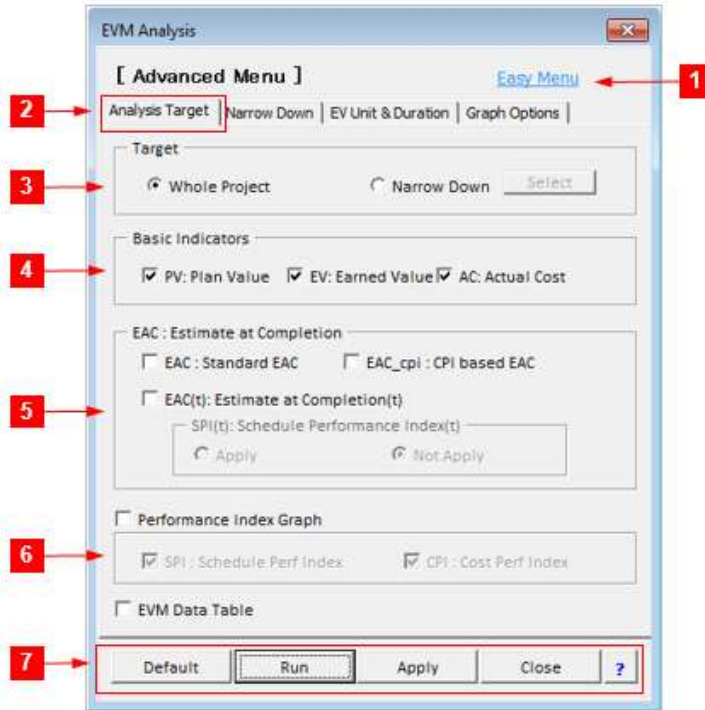 EVM Analysis
[ Advanced Menu ] Easy Menu 1
2 Analysis Target Narrow Down EV Unit & Duration Graph Options
Target
3 Whole Project Narrow Down Select
Basic Indicators
4 PV: Plan Value EV: Earned Value AC: Actual Cost
EAC : Estimate at Completion
EAC : Standard EAC EAC_cpi : CPI based EAC
5 EAC(t): Estimate at Completion(t)
SPI(t): Schedule Performance Index(t)
Apply Not Apply
Performance Index Graph
6 SPI : Schedule Perf Index CPI : Cost Perf Index
EVM Data Table
7 Default Run Apply Close ?